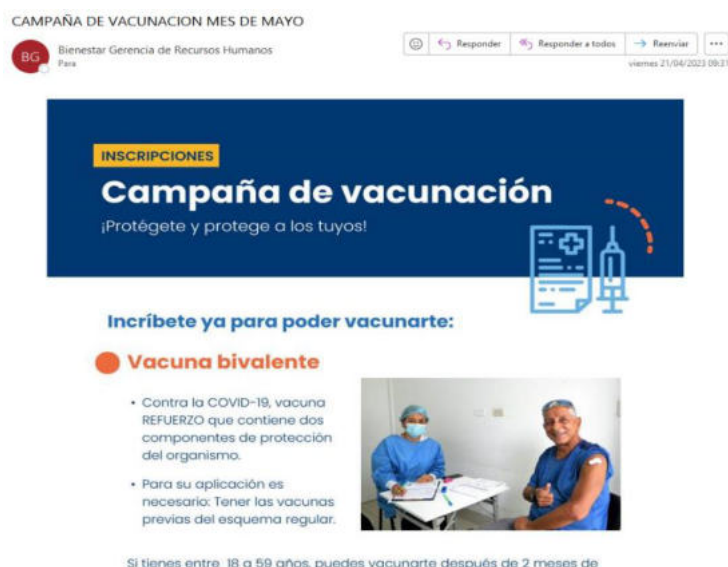 CAMPAÑA DE VACUNACION MES DE MAYO
BG
Bienestar Gerencia de Recursos Humanos
Para
Responder
Responder a todos
Reenviar
viernes 21/04/2023 09:31
INSCRIPCIONES
Campaña de vacunación
¡Protégete y protege a los tuyos!
Incríbete ya para poder vacunarte:
Vacuna bivalente
• Contra la COVID-19, vacuna
REFUERZO que contiene dos
componentes de protección
del organismo.
• Para su aplicación es
necesario: Tener las vacunas
previas del esquema regular.
Si tienes entre 18 a 59 años, puedes vacunarte después de 2 meses de